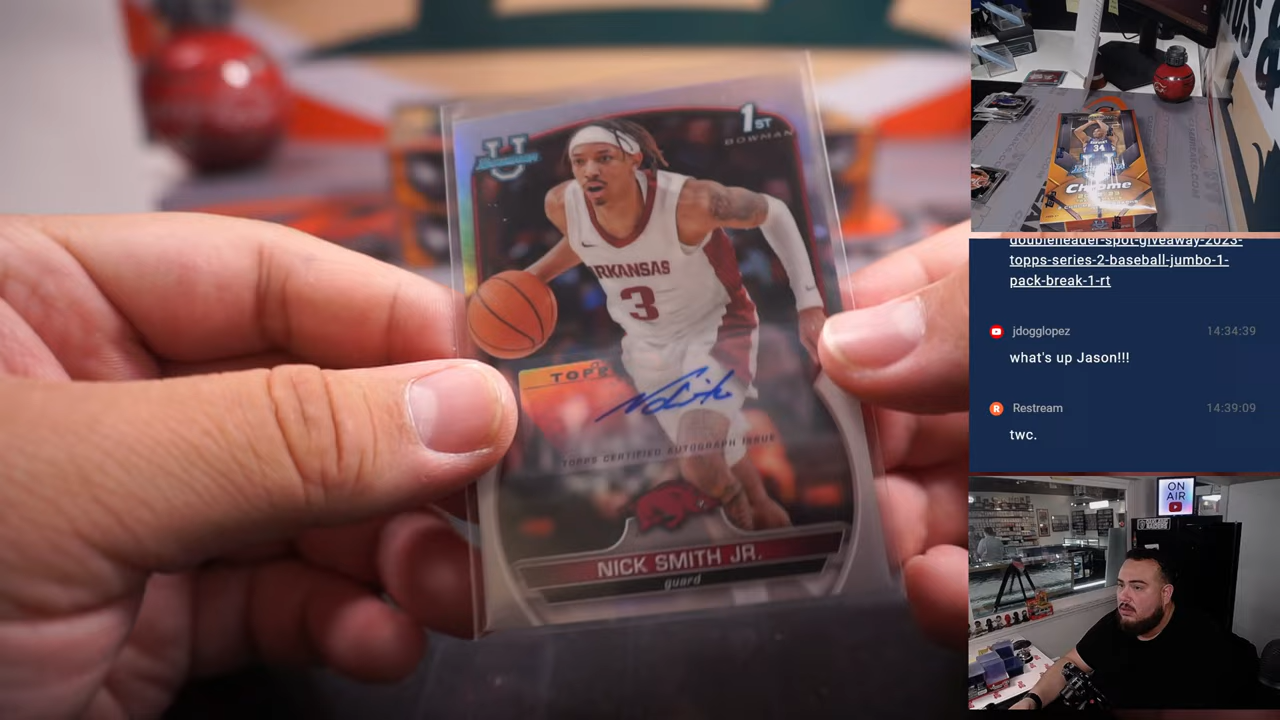 1ST
BOWMAN
U
Bowman
ARKANSAS
3
TOPPS
TOPPS CERTIFIED AUTOGRAPH ISSUE
NICK SMITH JR.
guard
Chrome
doubleheader-spot-giveaway-2023-
topps-series-2-baseball-jumbo-1-
pack-break-1-rt
jdogglopez 14:34:39
what's up Jason!!!
Restream 14:39:09
twc.
ON
AIR